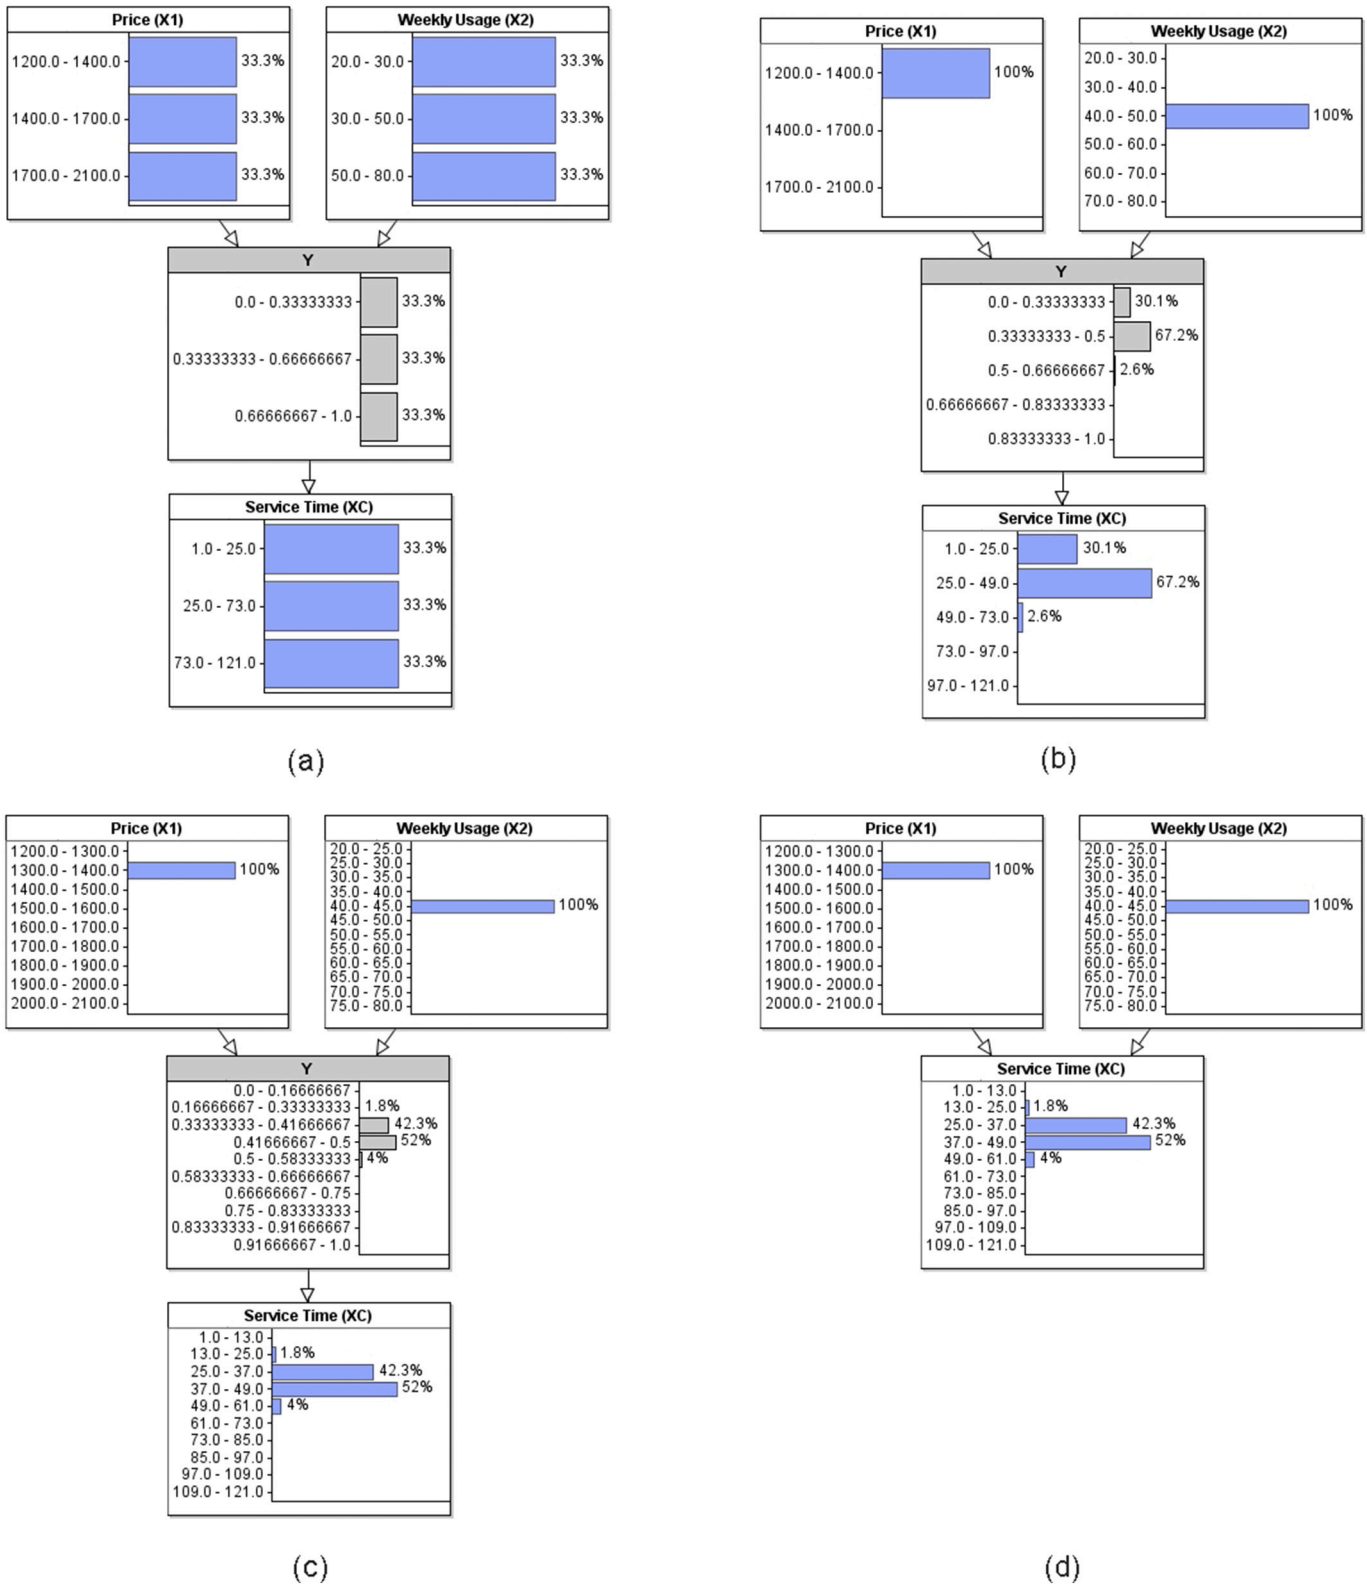 Price (X1)
1200.0 - 1400.0 33.3%
1400.0 - 1700.0 33.3%
1700.0 - 2100.0 33.3%
Weekly Usage (X2)
20.0 - 30.0 33.3%
30.0 - 50.0 33.3%
50.0 - 80.0 33.3%
Y
0.0 - 0.33333333 33.3%
0.33333333 - 0.66666667 33.3%
0.66666667 - 1.0 33.3%
Service Time (XC)
1.0 - 25.0 33.3%
25.0 - 73.0 33.3%
73.0 - 121.0 33.3%
(a)
Price (X1)
1200.0 - 1400.0 100%
1400.0 - 1700.0
1700.0 - 2100.0
Weekly Usage (X2)
20.0 - 30.0
30.0 - 40.0
40.0 - 50.0 100%
50.0 - 60.0
60.0 - 70.0
70.0 - 80.0
Y
0.0 - 0.33333333 30.1%
0.33333333 - 0.5 67.2%
0.5 - 0.66666667 2.6%
0.66666667 - 0.83333333
0.83333333 - 1.0
Service Time (XC)
1.0 - 25.0 30.1%
25.0 - 49.0 67.2%
49.0 - 73.0 2.6%
73.0 - 97.0
97.0 - 121.0
(b)
Price (X1)
1200.0 - 1300.0
1300.0 - 1400.0 100%
1400.0 - 1500.0
1500.0 - 1600.0
1600.0 - 1700.0
1700.0 - 1800.0
1800.0 - 1900.0
1900.0 - 2000.0
2000.0 - 2100.0
Weekly Usage (X2)
20.0 - 25.0
25.0 - 30.0
30.0 - 35.0
35.0 - 40.0
40.0 - 45.0 100%
45.0 - 50.0
50.0 - 55.0
55.0 - 60.0
60.0 - 65.0
65.0 - 70.0
70.0 - 75.0
75.0 - 80.0
Y
0.0 - 0.16666667
0.16666667 - 0.33333333 1.8%
0.33333333 - 0.41666667 42.3%
0.41666667 - 0.5 52%
0.5 - 0.58333333 4%
0.58333333 - 0.66666667
0.66666667 - 0.75
0.75 - 0.83333333
0.83333333 - 0.91666667
0.91666667 - 1.0
Service Time (XC)
1.0 - 13.0
13.0 - 25.0 1.8%
25.0 - 37.0 42.3%
37.0 - 49.0 52%
49.0 - 61.0 4%
61.0 - 73.0
73.0 - 85.0
85.0 - 97.0
97.0 - 109.0
109.0 - 121.0
(c)
Price (X1)
1200.0 - 1300.0
1300.0 - 1400.0 100%
1400.0 - 1500.0
1500.0 - 1600.0
1600.0 - 1700.0
1700.0 - 1800.0
1800.0 - 1900.0
1900.0 - 2000.0
2000.0 - 2100.0
Weekly Usage (X2)
20.0 - 25.0
25.0 - 30.0
30.0 - 35.0
35.0 - 40.0
40.0 - 45.0 100%
45.0 - 50.0
50.0 - 55.0
55.0 - 60.0
60.0 - 65.0
65.0 - 70.0
70.0 - 75.0
75.0 - 80.0
Service Time (XC)
1.0 - 13.0
13.0 - 25.0 1.8%
25.0 - 37.0 42.3%
37.0 - 49.0 52%
49.0 - 61.0 4%
61.0 - 73.0
73.0 - 85.0
85.0 - 97.0
97.0 - 109.0
109.0 - 121.0
(d)